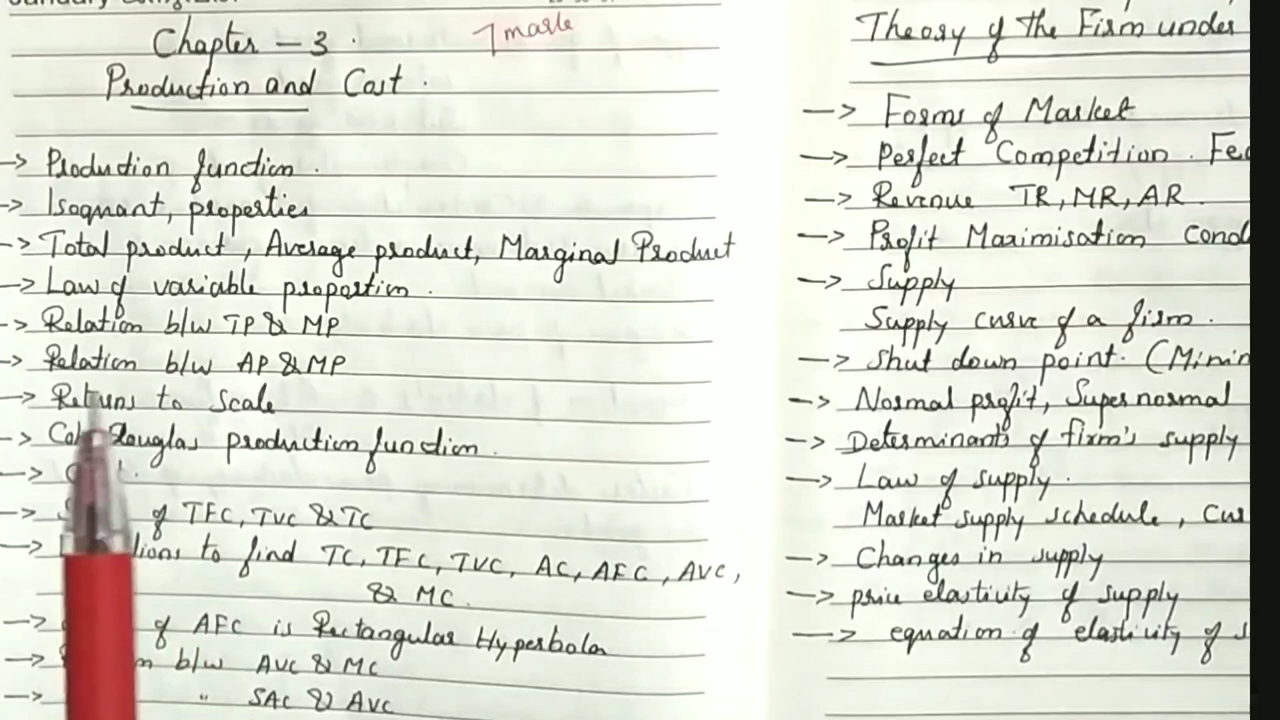 Chapter - 3.
7 mark
Production and Cost.
-> Production function.
-> Isoquant, properties
-> Total product, Average product, Marginal Product
-> Law of variable proportion.
-> Relation b/w TP & MP
-> Relation b/w AP & MP
-> Returns to Scale
-> Douglas production function.
->
-> of TFC, TVC & TC
-> to find TC, TFC, TVC, AC, AFC, AVC,
& MC.
-> of AFC is Rectangular Hyperbola
-> b/w AVC & MC
-> " SAC & AVC
Theory of the Firm under
-> Forms of Market
-> Perfect Competition.
-> Revenue TR, MR, AR.
-> Profit Maximisation
-> Supply
Supply curve of a firm.
-> Shut down point.
-> Normal profit, Super normal
-> Determinants of firm's supply
-> Law of supply.
Market supply schedule,
-> Changes in supply
-> price elasticity of supply
-> equation of elasticity of